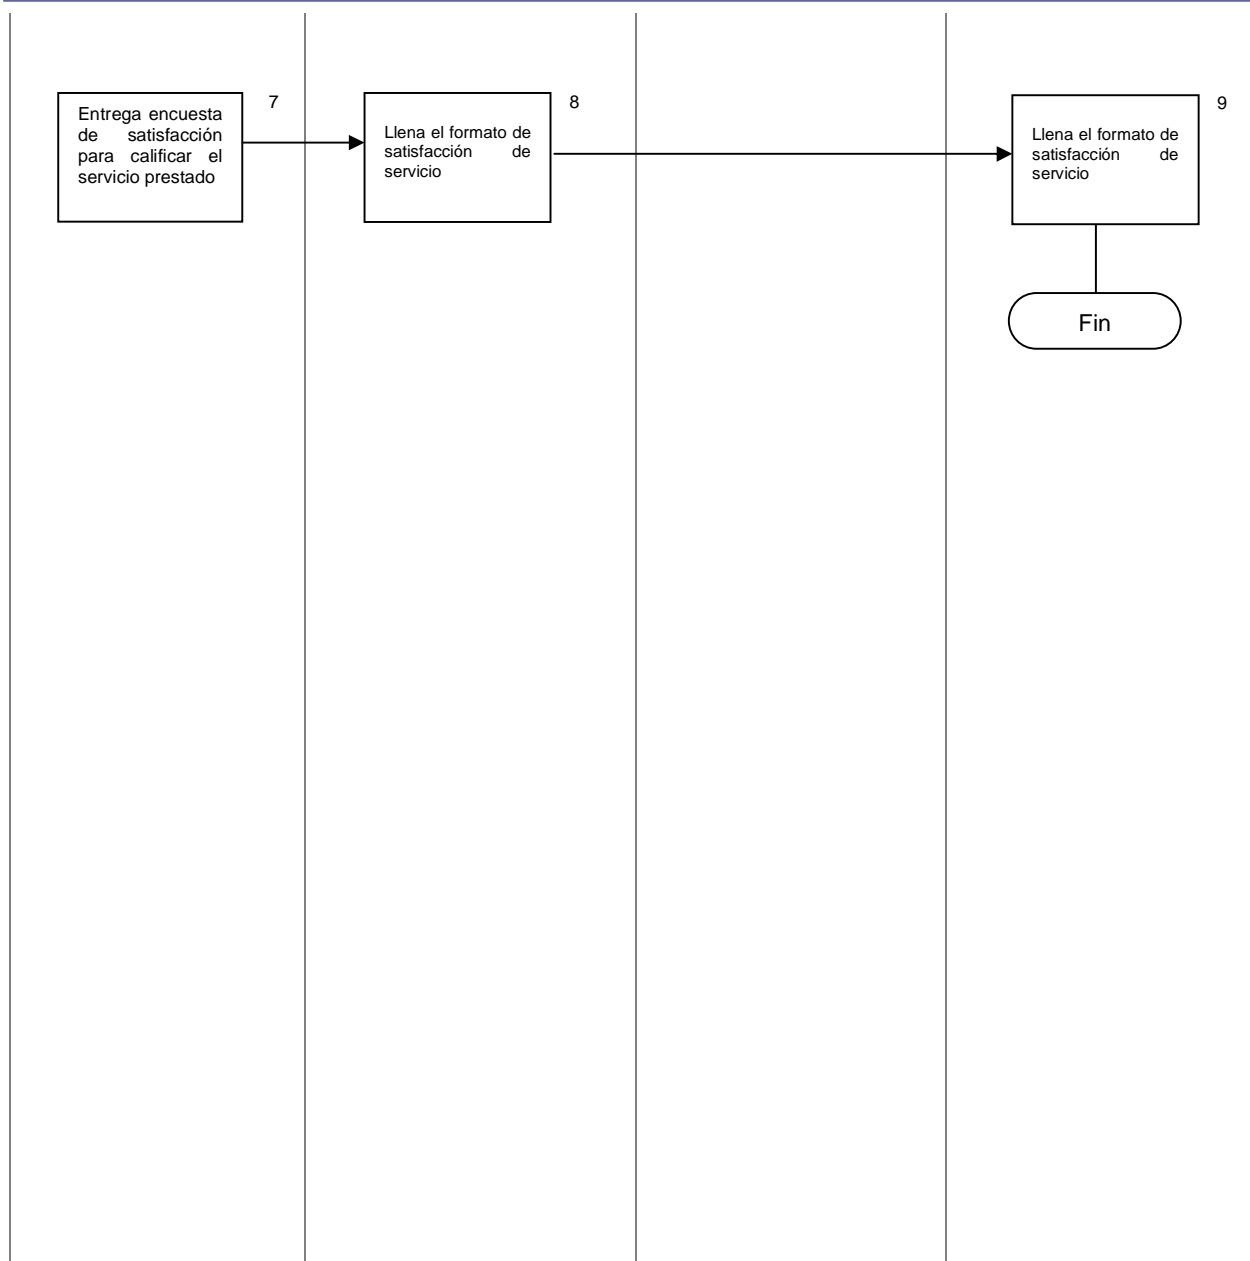 Entrega encuesta
de satisfacción
para calificar el
servicio prestado
7
Llena el formato de
satisfacción de
servicio
8
Llena el formato de
satisfacción de
servicio
9
Fin